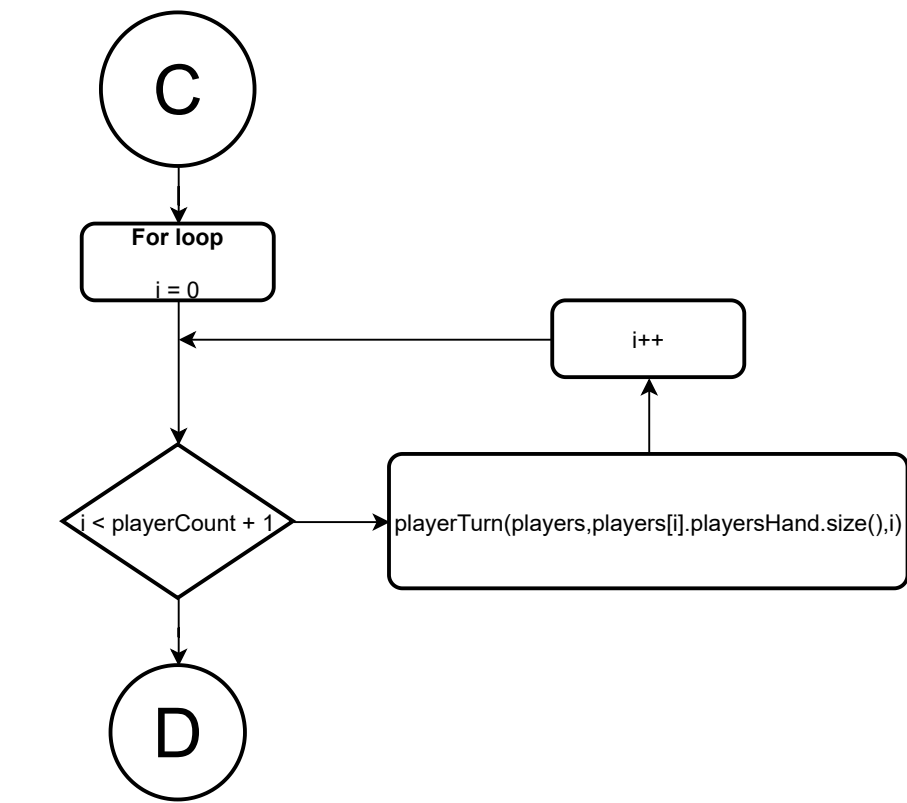 C
For loop
i = 0
i++
i < playerCount + 1
playerTurn(players,players[i].playersHand.size(),i)
D